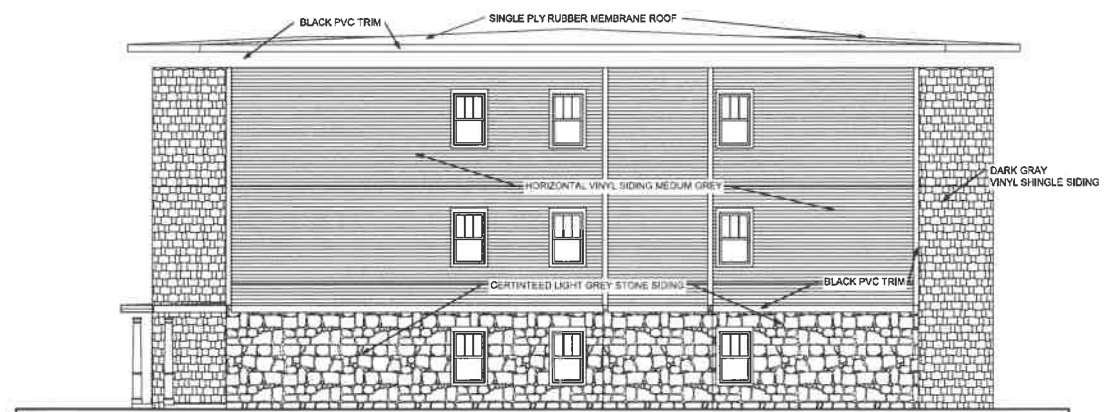 SINGLE PLY RUBBER MEMBRANE ROOF
BLACK PVC TRIM
DARK GRAY
VINYL SHINGLE SIDING
HORIZONTAL VINYL SIDING MEDUM GREY
BLACK PVC TRIM
CERTINTEED LIGHT GREY STONE SIDING